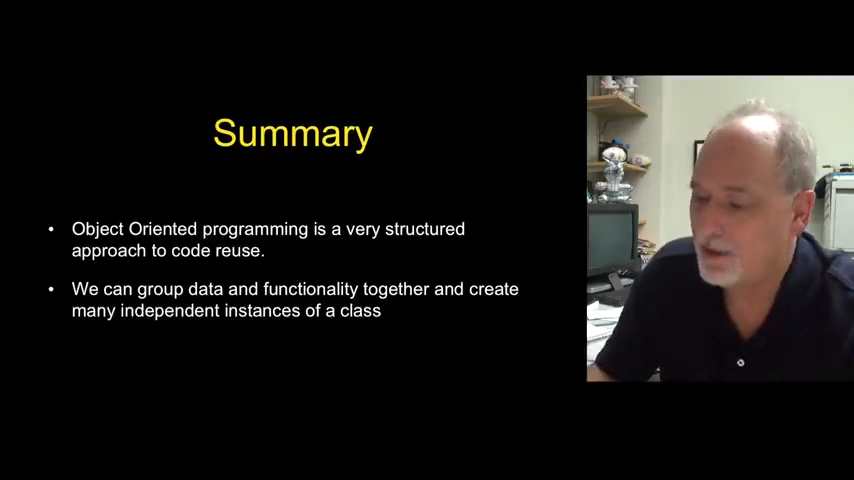 Summary
• Object Oriented programming is a very structured
approach to code reuse.
• We can group data and functionality together and create
many independent instances of a class